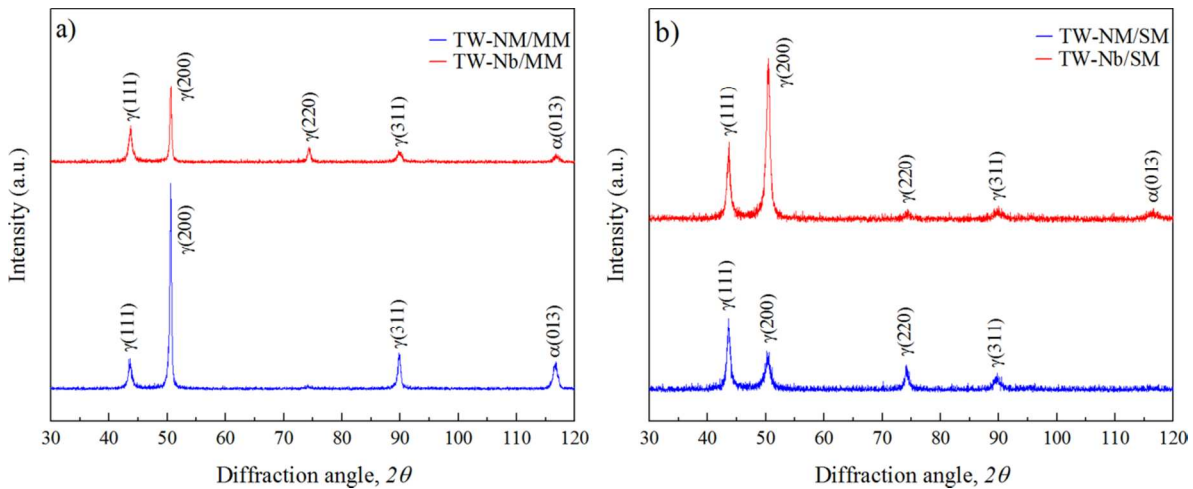 a)
TW-NM/MM
TW-Nb/MM
γ(111)
γ(200)
γ(220)
γ(311)
α(013)
γ(111)
γ(200)
γ(311)
α(013)
Intensity (a.u.)
30 40 50 60 70 80 90 100 110 120
Diffraction angle, 2θ
b)
TW-NM/SM
TW-Nb/SM
γ(111)
γ(200)
γ(220)
γ(311)
α(013)
γ(111)
γ(200)
γ(220)
γ(311)
Intensity (a.u.)
30 40 50 60 70 80 90 100 110 120
Diffraction angle, 2θ